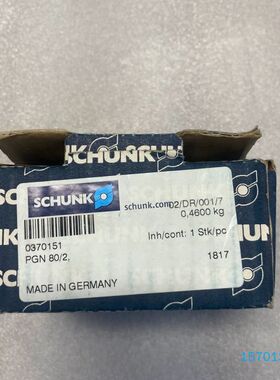 SCHUNK
SCHUNK
schunk.com
02/DR/001/7
0,4600 kg
0370151
Inh/cont: 1 Stk/pc
PGN 80/2,
1817
MADE IN GERMANY